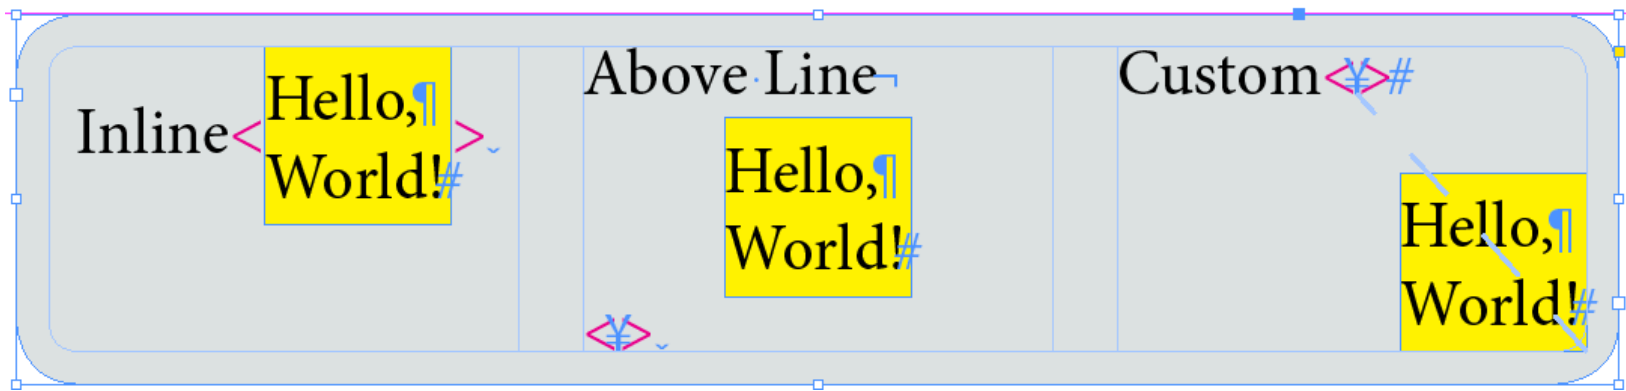 Inline<
Hello,¶
World!#
>ˇ
Above·Line¬
Hello,¶
World!#
<¥>ˇ
Custom<¥>#
Hello,¶
World!#